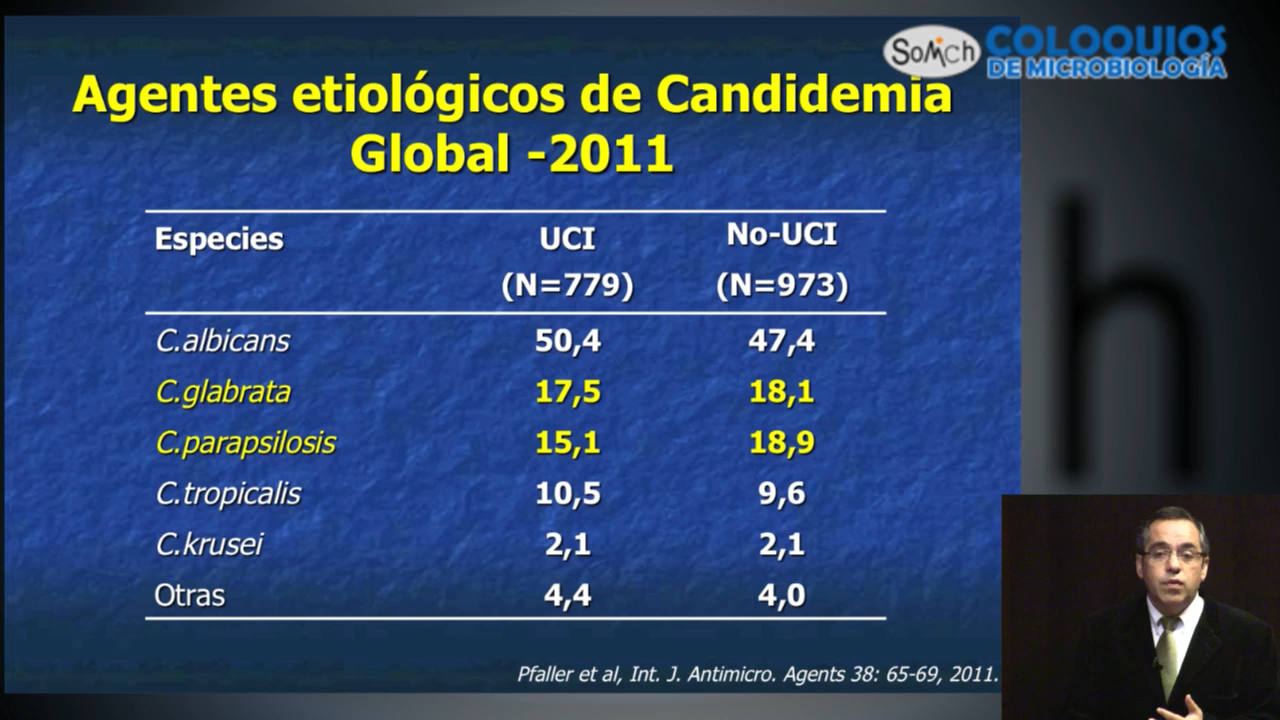 SoMich COLOQUIOS
DE MICROBIOLOGÍA
Agentes etiológicos de Candidemia
Global -2011
Especies UCI No-UCI
(N=779) (N=973)
C.albicans 50,4 47,4
C.glabrata 17,5 18,1
C.parapsilosis 15,1 18,9
C.tropicalis 10,5 9,6
C.krusei 2,1 2,1
Otras 4,4 4,0
Pfaller et al, Int. J. Antimicro. Agents 38: 65-69, 2011.
h